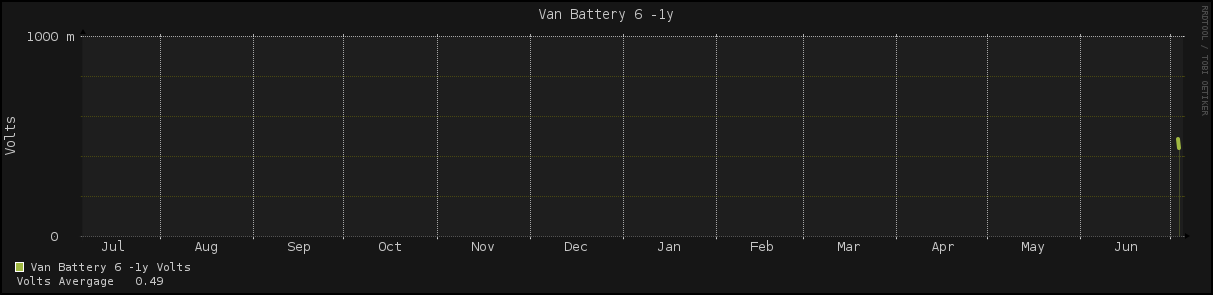 Van Battery 6 -1y
RRDTOOL / TOBI OETIKER
1000 m
Volts
0
Jul Aug Sep Oct Nov Dec Jan Feb Mar Apr May Jun
Van Battery 6 -1y Volts
Volts Avergage 0.49